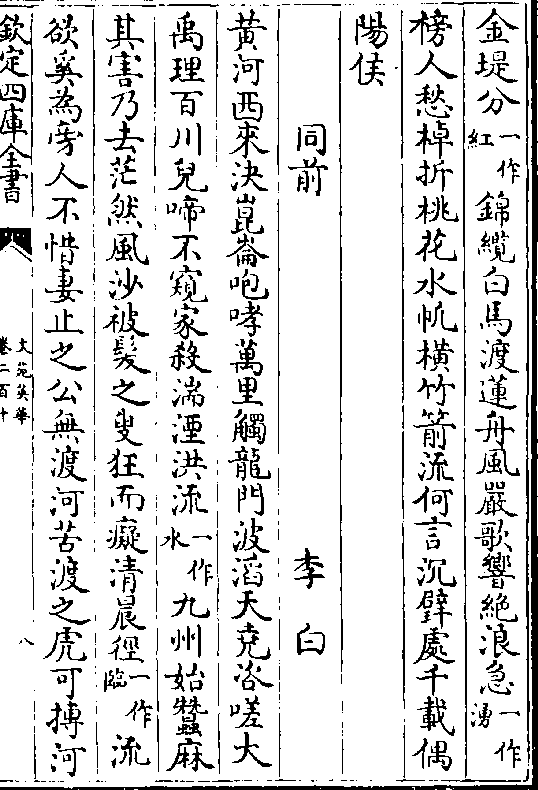 金堤分一作紅錦纜白馬渡蓮舟風嚴歌響絶浪急一作湧
榜人愁棹折桃花水帆横竹箭流何言沉璧處千載偶
陽侯
同前 李白
黄河西來決崑崙咆哮萬里觸龍門波滔天堯咨嗟大
禹理百川兒啼不窺家殺湍湮洪流一作水九州始蠶麻
其害乃去茫然風沙被髮之叟狂而癡清晨徑一作臨流
欲奚為旁人不惜妻止之公無渡河苦渡之虎可搏河
欽定四庫全書
文苑英華
卷二百十
八